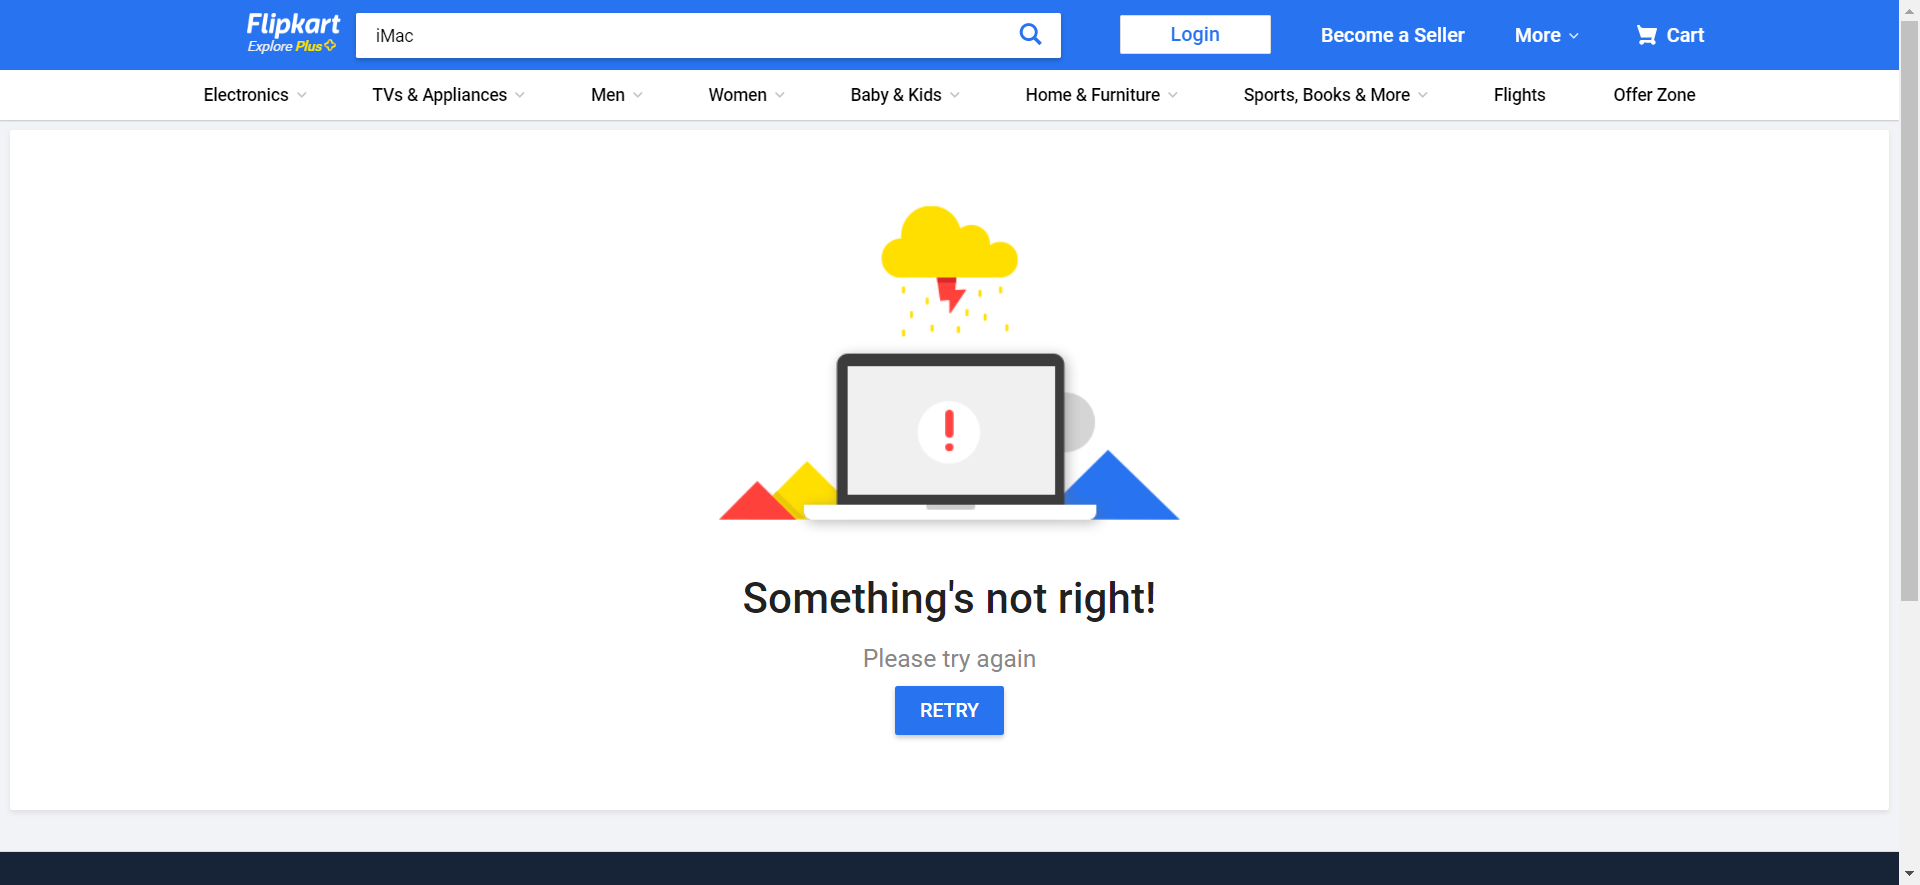 Flipkart
Explore Plus
iMac
Login
Become a Seller
More
Cart
Electronics
TVs & Appliances
Men
Women
Baby & Kids
Home & Furniture
Sports, Books & More
Flights
Offer Zone
!
Something's not right!
Please try again
RETRY